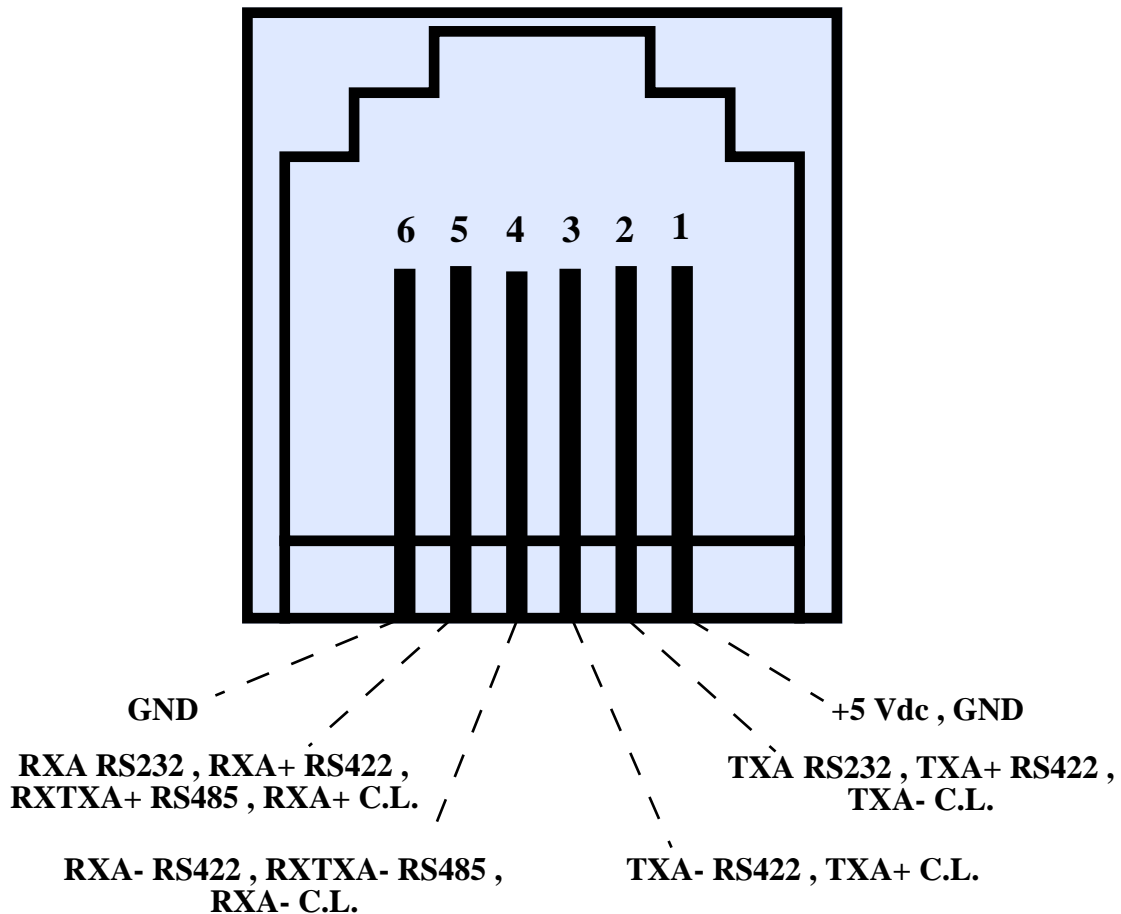 6 5 4 3 2 1
GND
+5 Vdc , GND
RXA RS232 , RXA+ RS422 ,
RXTXA+ RS485 , RXA+ C.L.
TXA RS232 , TXA+ RS422 ,
TXA- C.L.
RXA- RS422 , RXTXA- RS485 ,
RXA- C.L.
TXA- RS422 , TXA+ C.L.